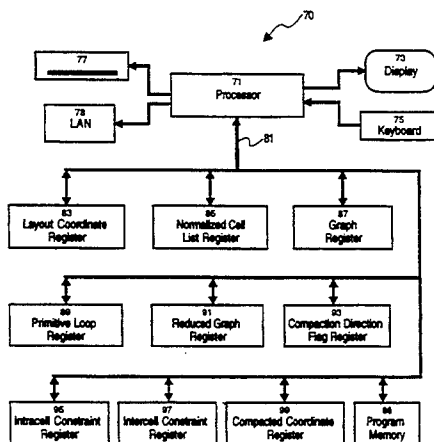 70
77
71
Processor
73
Display
78
LAN
75
Keyboard
81
83
Layout Coordinate
Register
85
Normalized Cell
List Register
87
Graph
Register
89
Primitive Loop
Register
91
Reduced Graph
Register
93
Compaction Direction
Flag Register
95
Intracell Constraint
Register
97
Intercell Constraint
Register
99
Compacted Coordinate
Register
88
Program
Memory